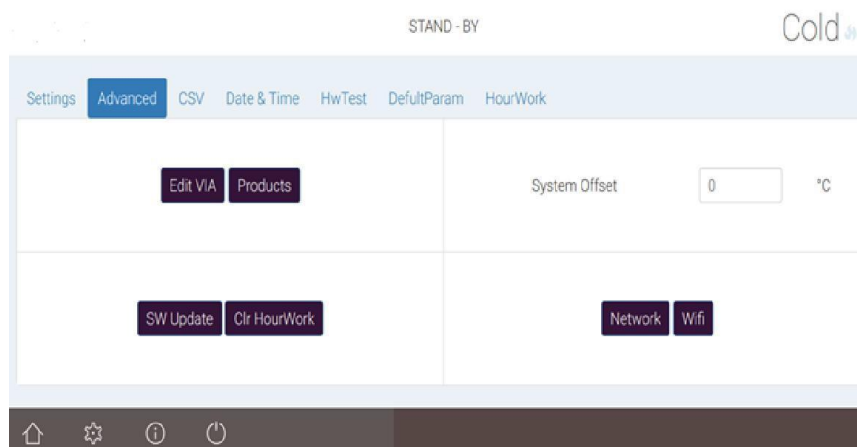 STAND - BY
Cold
Settings Advanced CSV Date & Time HwTest DefultParam HourWork
Edit VIA Products
System Offset 0 °C
SW Update Clr HourWork
Network Wifi